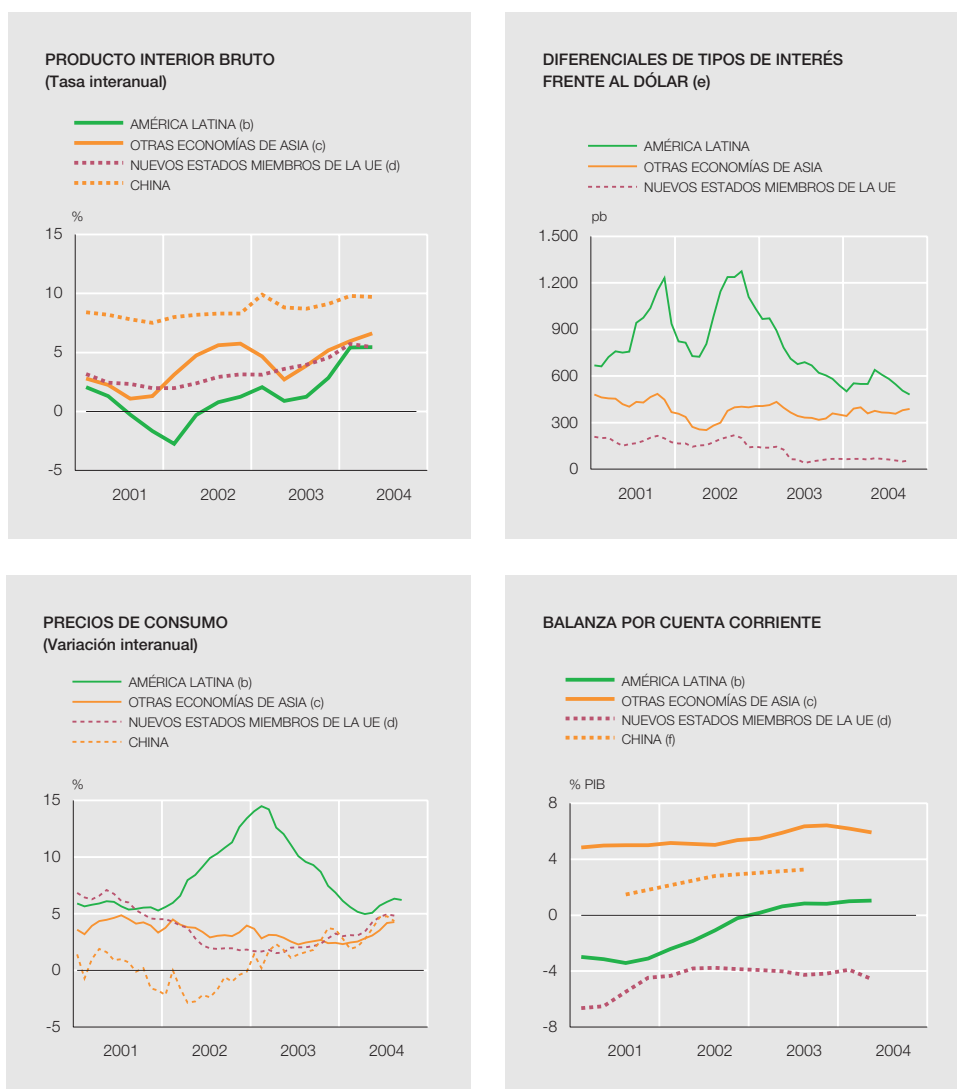 PRODUCTO INTERIOR BRUTO
(Tasa interanual)
AMÉRICA LATINA (b)
OTRAS ECONOMÍAS DE ASIA (c)
NUEVOS ESTADOS MIEMBROS DE LA UE (d)
CHINA
%
15
10
5
0
-5
2001 2002 2003 2004
DIFERENCIALES DE TIPOS DE INTERÉS
FRENTE AL DÓLAR (e)
AMÉRICA LATINA
OTRAS ECONOMÍAS DE ASIA
NUEVOS ESTADOS MIEMBROS DE LA UE
pb
1.500
1.200
900
600
300
0
2001 2002 2003 2004
PRECIOS DE CONSUMO
(Variación interanual)
AMÉRICA LATINA (b)
OTRAS ECONOMÍAS DE ASIA (c)
NUEVOS ESTADOS MIEMBROS DE LA UE (d)
CHINA
%
15
10
5
0
-5
2001 2002 2003 2004
BALANZA POR CUENTA CORRIENTE
AMÉRICA LATINA (b)
OTRAS ECONOMÍAS DE ASIA (c)
NUEVOS ESTADOS MIEMBROS DE LA UE (d)
CHINA (f)
% PIB
8
4
0
-4
-8
2001 2002 2003 2004